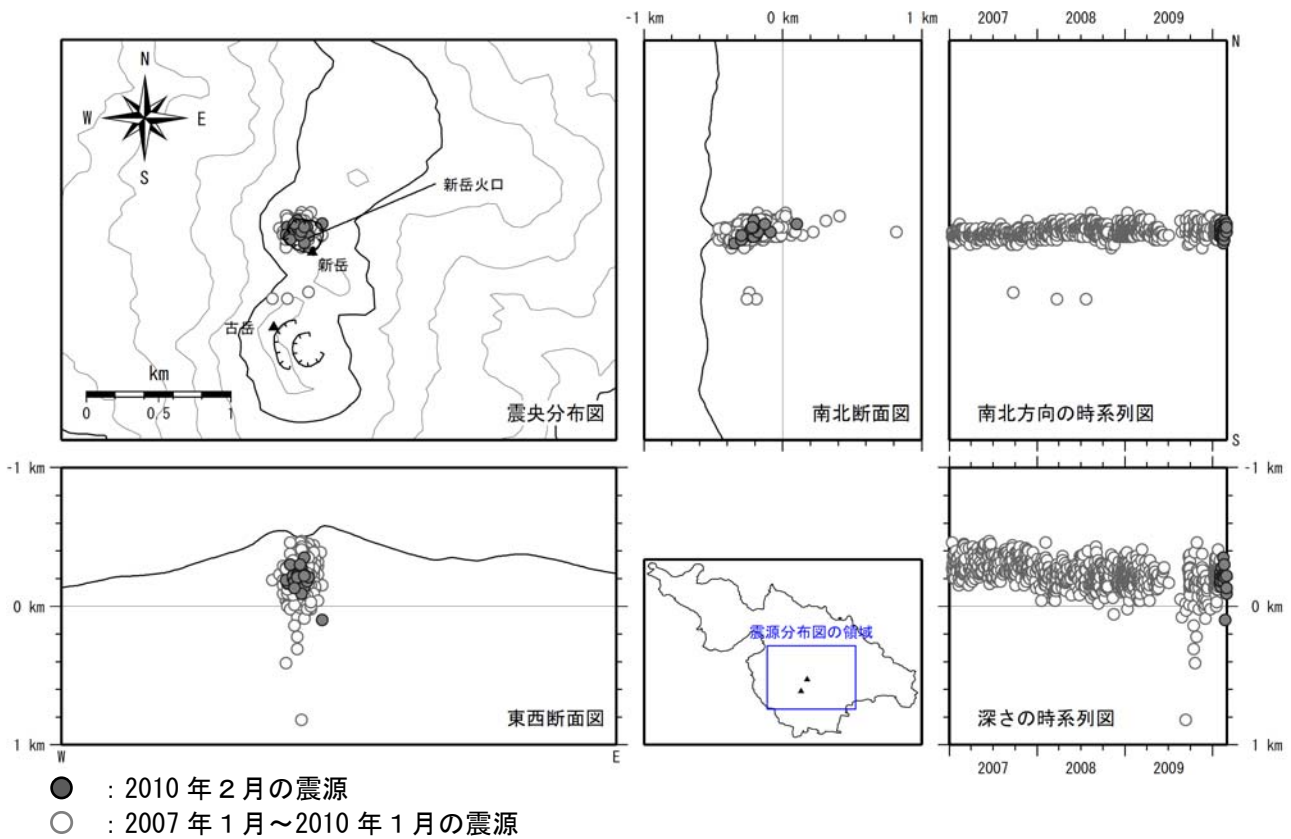 -1 km 0 km 1 km
2007 2008 2009
N
W E
S
新岳火口
新岳
古岳
km
0 0.5 1
震央分布図
南北断面図
N
南北方向の時系列図
S
-1 km
0 km
1 km
W E
東西断面図
震源分布図の領域
-1 km
0 km
1 km
深さの時系列図
2007 2008 2009
: 2010 年２月の震源
: 2007 年１月～2010 年１月の震源